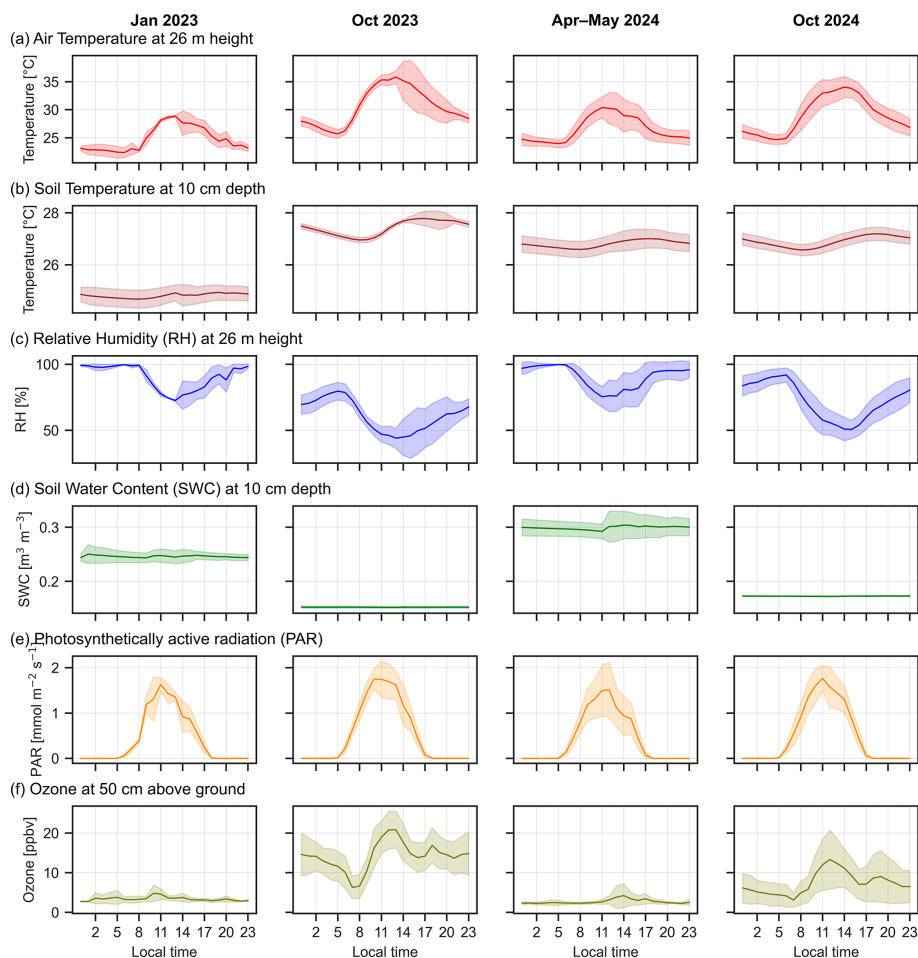 Jan 2023 Oct 2023 Apr–May 2024 Oct 2024
(a) Air Temperature at 26 m height
Temperature [°C]
35
30
25
(b) Soil Temperature at 10 cm depth
Temperature [°C]
28
26
(c) Relative Humidity (RH) at 26 m height
RH [%]
100
50
(d) Soil Water Content (SWC) at 10 cm depth
SWC [m³ m⁻³]
0.3
0.2
(e) Photosynthetically active radiation (PAR)
PAR [mmol m⁻² s⁻¹]
2
1
0
(f) Ozone at 50 cm above ground
Ozone [ppbv]
20
10
0
2 5 8 11 14 17 20 23 2 5 8 11 14 17 20 23 2 5 8 11 14 17 20 23 2 5 8 11 14 17 20 23
Local time Local time Local time Local time